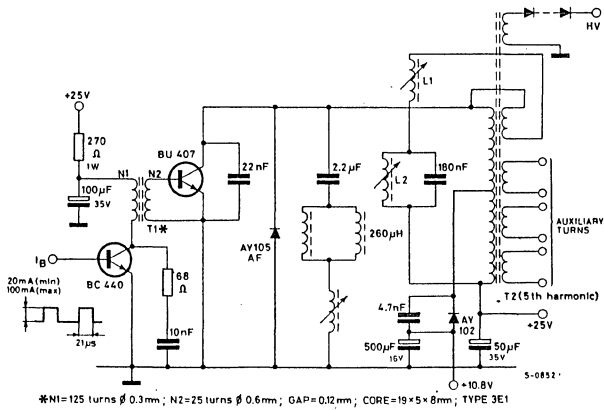 HV
L1
+25V
270
Ω
1W
N1
N2
BU 407
22nF
2.2µF
L2
180nF
100µF
35V
T1*
AY105
AF
260µH
AUXILIARY
TURNS
IB
20mA(min)
100mA(max)
BC 440
68
Ω
T2(5th harmonic)
4.7nF
AY
102
+25V
21µs
10nF
500µF
16V
50µF
35V
S-0852
+10.8V
*N1=125 turns Ø 0.3mm; N2=25 turns Ø 0.6mm; GAP=0.12mm; CORE=19×5×8mm; TYPE 3E1